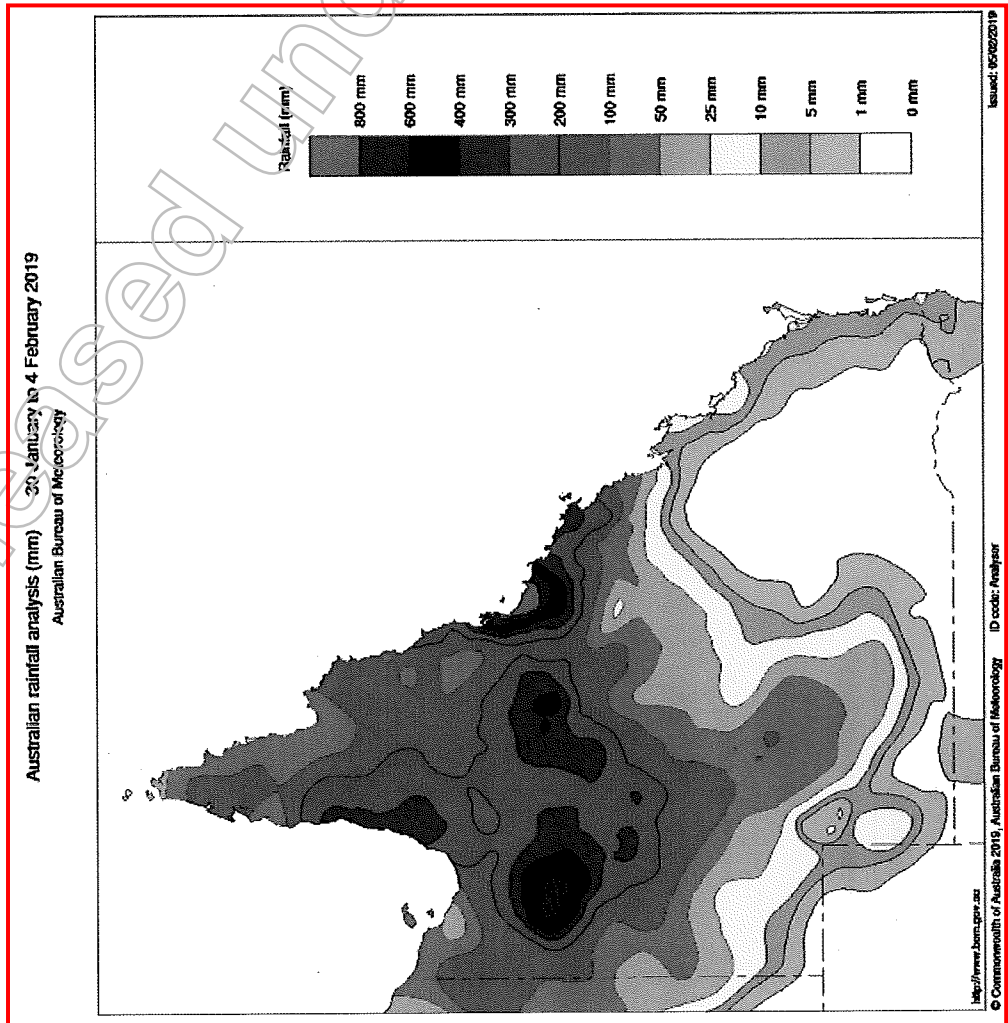 Australian rainfall analysis (mm) 30 January to 4 February 2019
Australian Bureau of Meteorology
Rainfall (mm)
800 mm
600 mm
400 mm
300 mm
200 mm
100 mm
50 mm
25 mm
10 mm
5 mm
1 mm
0 mm
http://www.bom.gov.au
© Commonwealth of Australia 2019, Australian Bureau of Meteorology ID code: Analyser
Issued: 05/02/2019
eased und